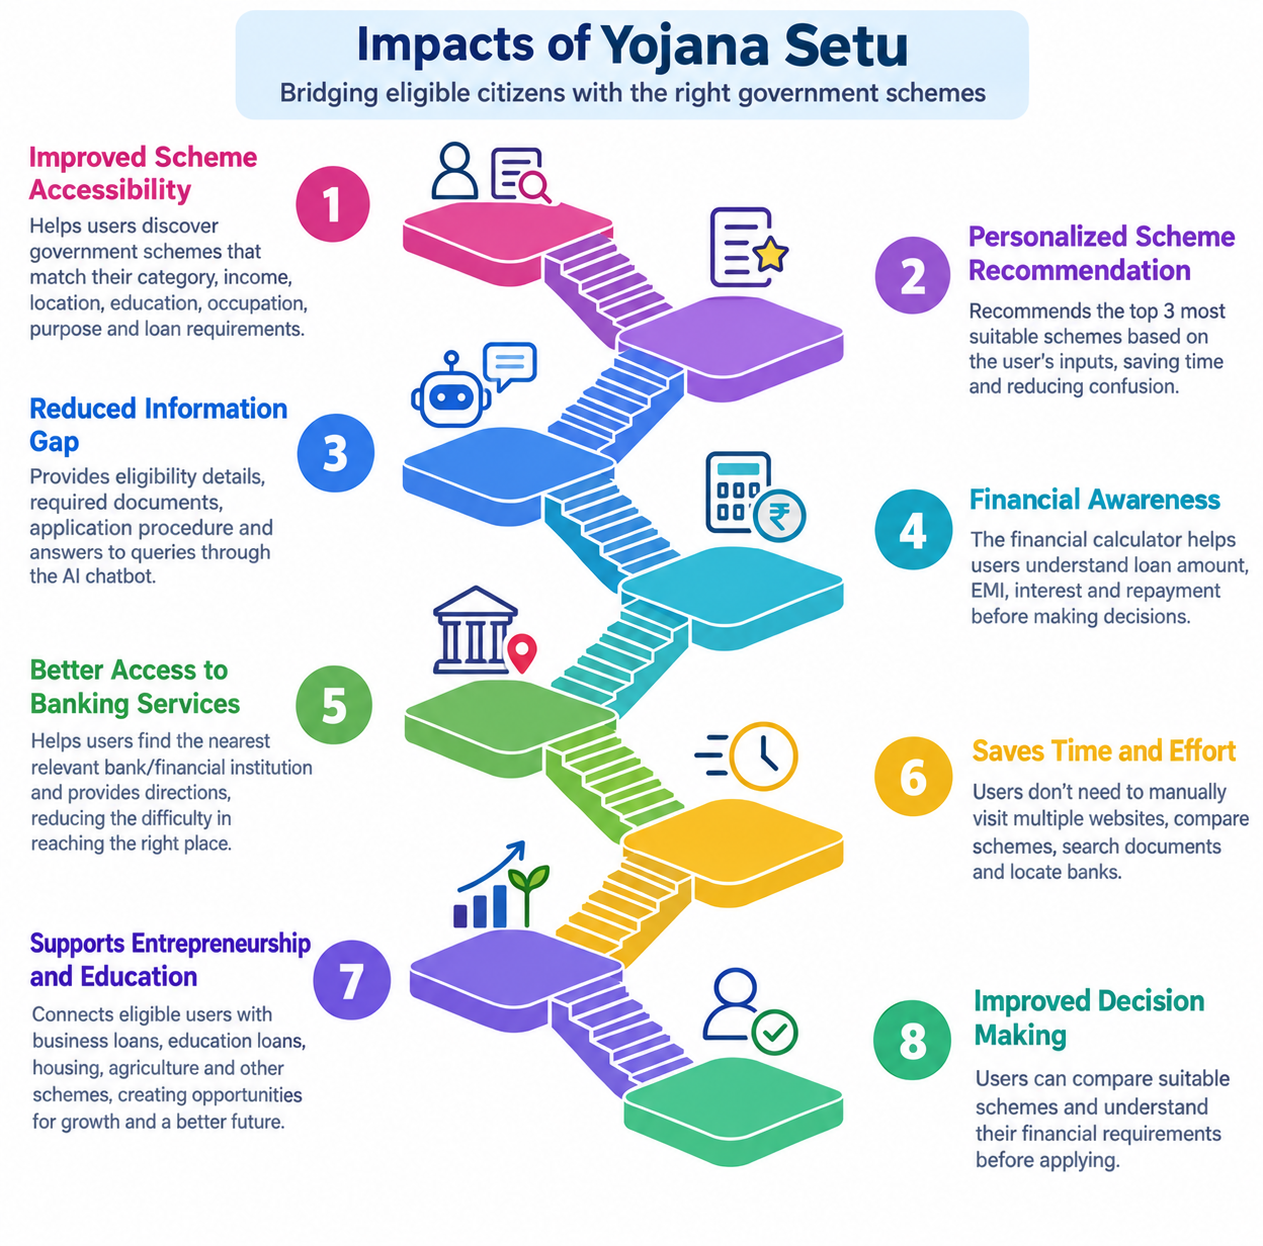 Impacts of Yojana Setu
Bridging eligible citizens with the right government schemes
Improved Scheme
Accessibility
1
Helps users discover
government schemes that
match their category, income,
location, education, occupation,
purpose and loan requirements.
2
Personalized Scheme
Recommendation
Recommends the top 3 most
suitable schemes based on
the user's inputs, saving time
and reducing confusion.
Reduced Information
Gap
3
Provides eligibility details,
required documents,
application procedure and
answers to queries through
the AI chatbot.
₹
4
Financial Awareness
The financial calculator helps
users understand loan amount,
EMI, interest and repayment
before making decisions.
Better Access to
Banking Services
5
Helps users find the nearest
relevant bank/financial institution
and provides directions,
reducing the difficulty in
reaching the right place.
6
Saves Time and Effort
Users don't need to manually
visit multiple websites, compare
schemes, search documents
and locate banks.
Supports Entrepreneurship
and Education
7
Connects eligible users with
business loans, education loans,
housing, agriculture and other
schemes, creating opportunities
for growth and a better future.
8
Improved Decision
Making
Users can compare suitable
schemes and understand
their financial requirements
before applying.